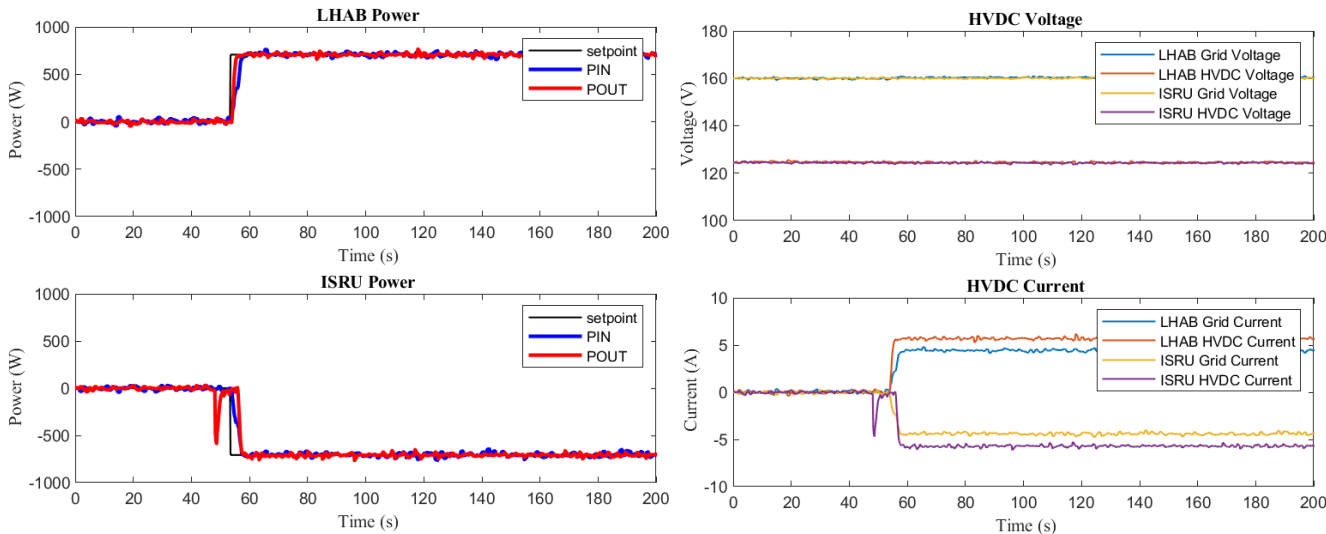 LHAB Power
1000
500
0
-500
-1000
Power (W)
0 20 40 60 80 100 120 140 160 180 200
Time (s)
setpoint
PIN
POUT
HVDC Voltage
180
160
140
120
100
Voltage (V)
0 20 40 60 80 100 120 140 160 180 200
Time (s)
LHAB Grid Voltage
LHAB HVDC Voltage
ISRU Grid Voltage
ISRU HVDC Voltage
ISRU Power
1000
500
0
-500
-1000
Power (W)
0 20 40 60 80 100 120 140 160 180 200
Time (s)
setpoint
PIN
POUT
HVDC Current
10
5
0
-5
-10
Current (A)
0 20 40 60 80 100 120 140 160 180 200
Time (s)
LHAB Grid Current
LHAB HVDC Current
ISRU Grid Current
ISRU HVDC Current